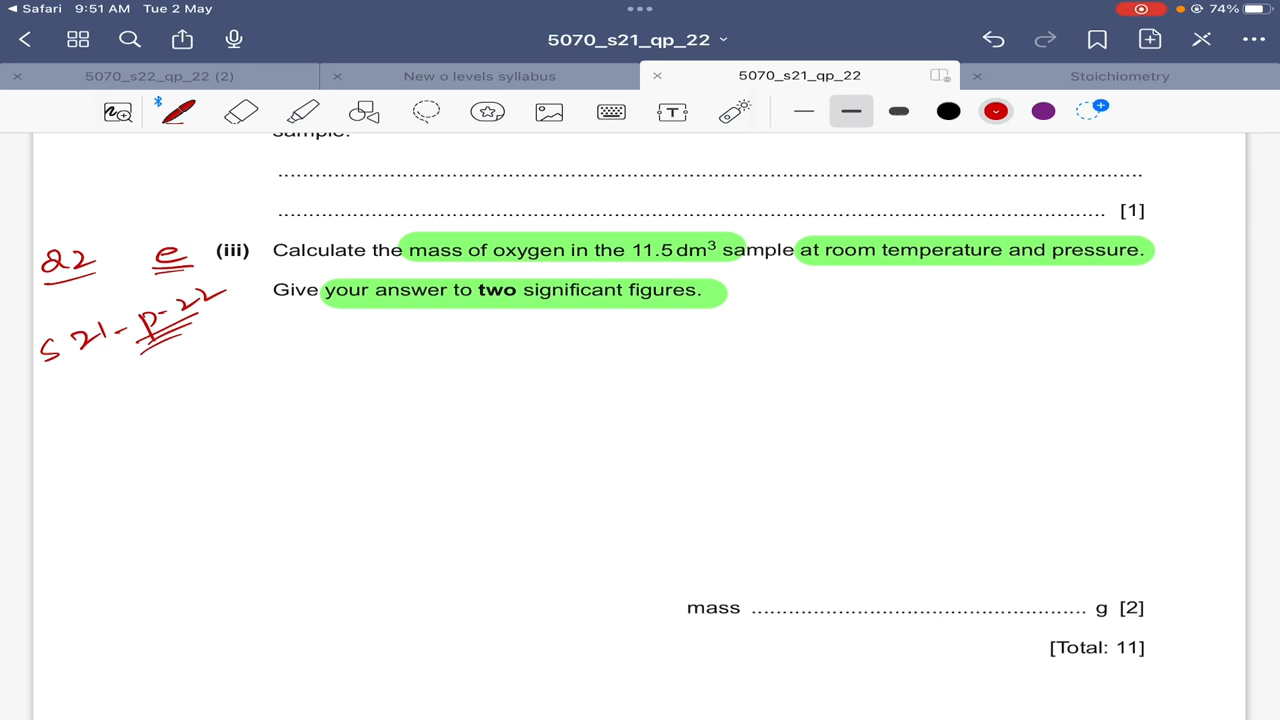 Safari 9:51 AM Tue 2 May 74%
5070_s21_qp_22
5070_s22_qp_22 (2) New o levels syllabus 5070_s21_qp_22 Stoichiometry
sample.
[1]
Q2 e (iii) Calculate the mass of oxygen in the 11.5 dm³ sample at room temperature and pressure.
Give your answer to two significant figures.
s21-p-22
mass ........................................................ g [2]
[Total: 11]